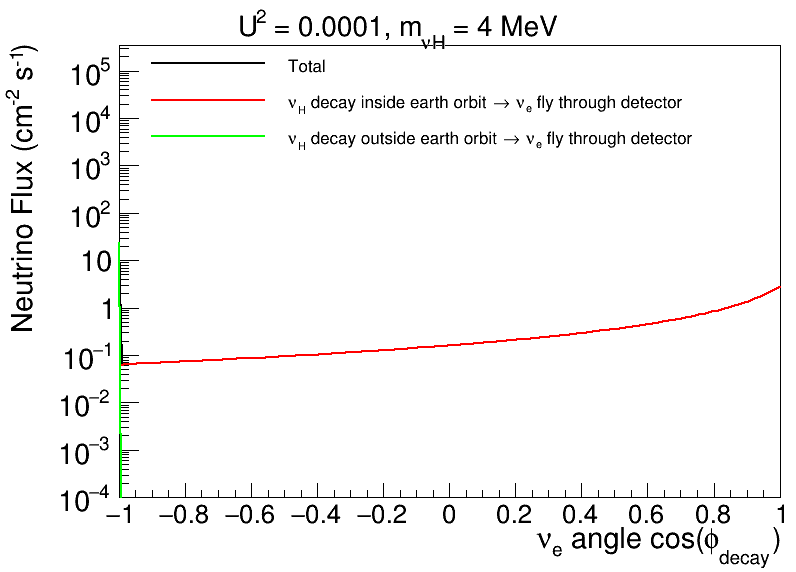 U² = 0.0001, m_νH = 4 MeV
Neutrino Flux (cm⁻² s⁻¹)
Total
ν_H decay inside earth orbit → ν_e fly through detector
ν_H decay outside earth orbit → ν_e fly through detector
10⁵
10⁴
10³
10²
10
1
10⁻¹
10⁻²
10⁻³
10⁻⁴
−1 −0.8 −0.6 −0.4 −0.2 0 0.2 0.4 0.6 0.8 1
ν_e angle cos(ϕ_decay)